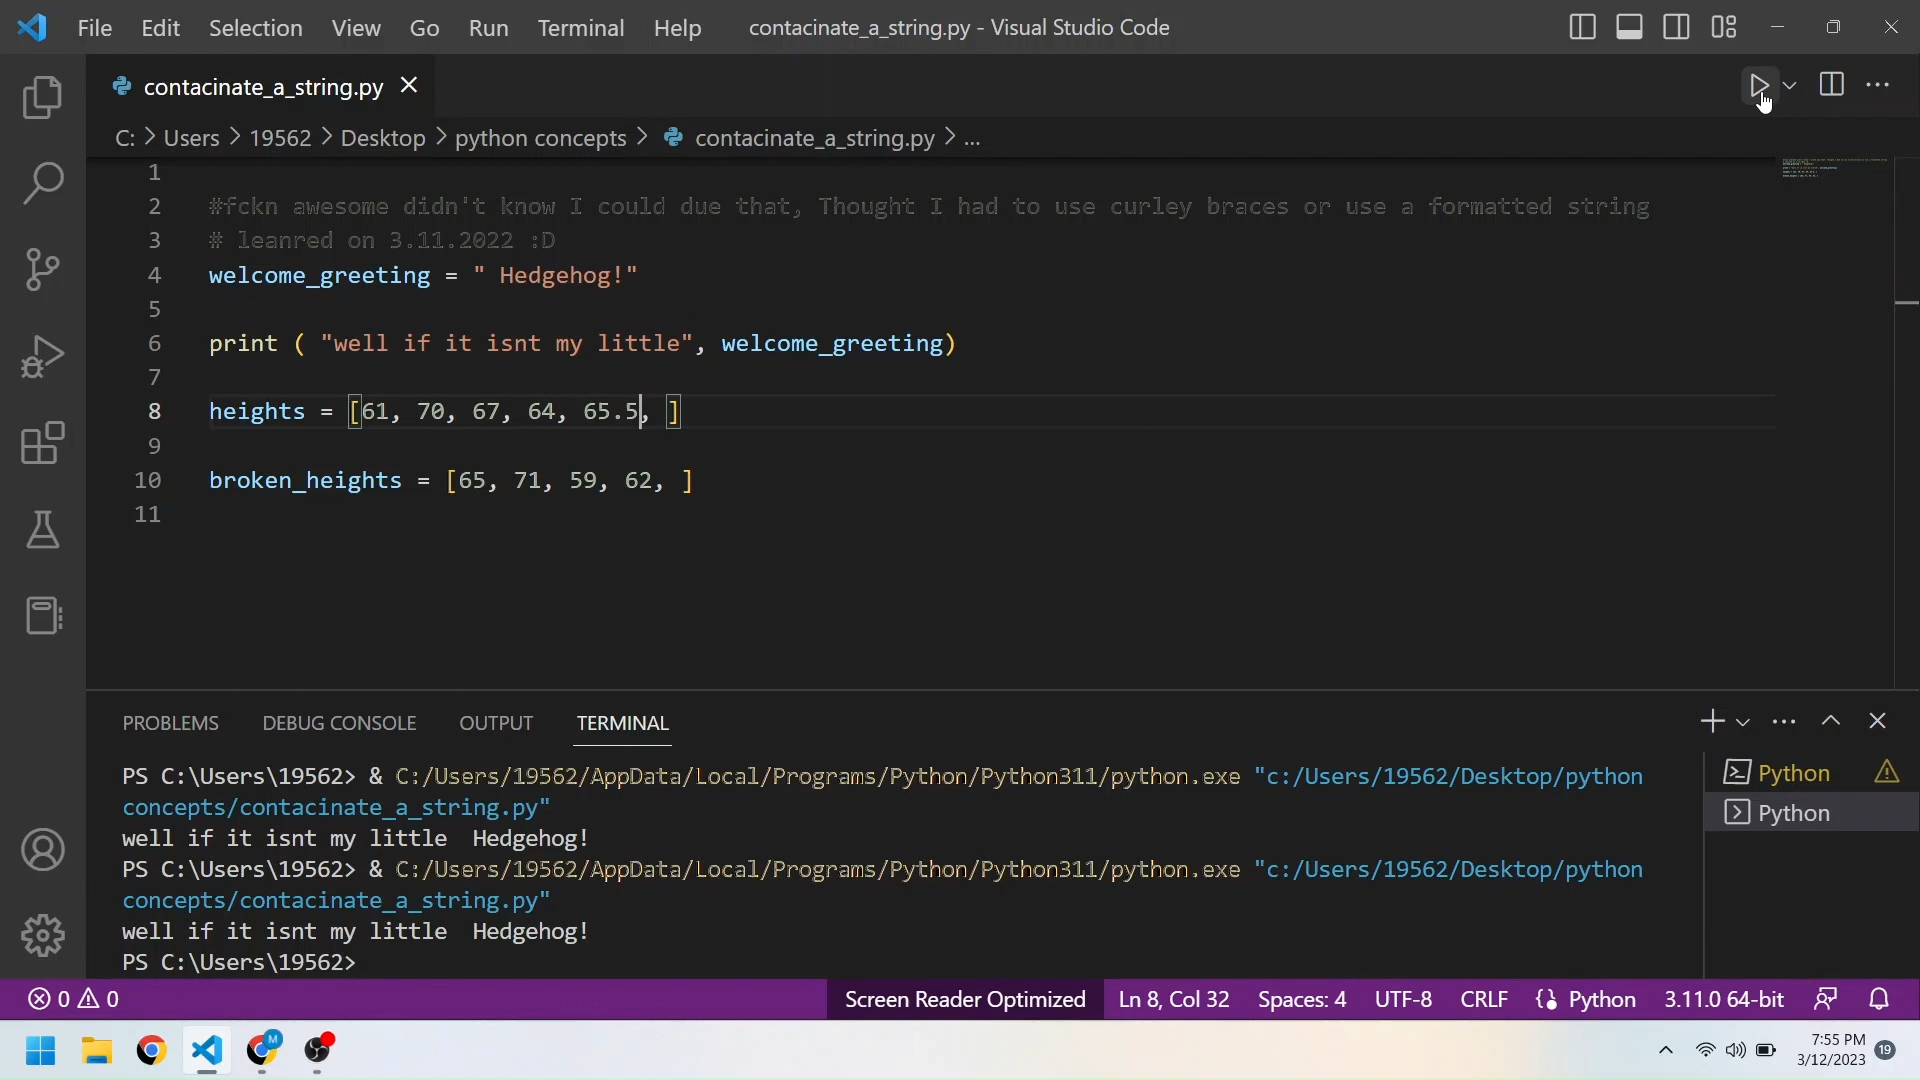 File Edit Selection View Go Run Terminal Help contacinate_a_string.py - Visual Studio Code
contacinate_a_string.py
C: > Users > 19562 > Desktop > python concepts > contacinate_a_string.py > ...
1
2 #fckn awesome didn't know I could due that, Thought I had to use curley braces or use a formatted string
3 # leanred on 3.11.2022 :D
4 welcome_greeting = " Hedgehog!"
5
6 print ( "well if it isnt my little", welcome_greeting)
7
8 heights = [61, 70, 67, 64, 65.5, ]
9
10 broken_heights = [65, 71, 59, 62, ]
11
PROBLEMS DEBUG CONSOLE OUTPUT TERMINAL
PS C:\Users\19562> & C:/Users/19562/AppData/Local/Programs/Python/Python311/python.exe "c:/Users/19562/Desktop/python
concepts/contacinate_a_string.py"
well if it isnt my little  Hedgehog!
PS C:\Users\19562> & C:/Users/19562/AppData/Local/Programs/Python/Python311/python.exe "c:/Users/19562/Desktop/python
concepts/contacinate_a_string.py"
well if it isnt my little  Hedgehog!
PS C:\Users\19562>
Python
Python
0 0 Screen Reader Optimized Ln 8, Col 32 Spaces: 4 UTF-8 CRLF Python 3.11.0 64-bit
M
7:55 PM
3/12/2023
19